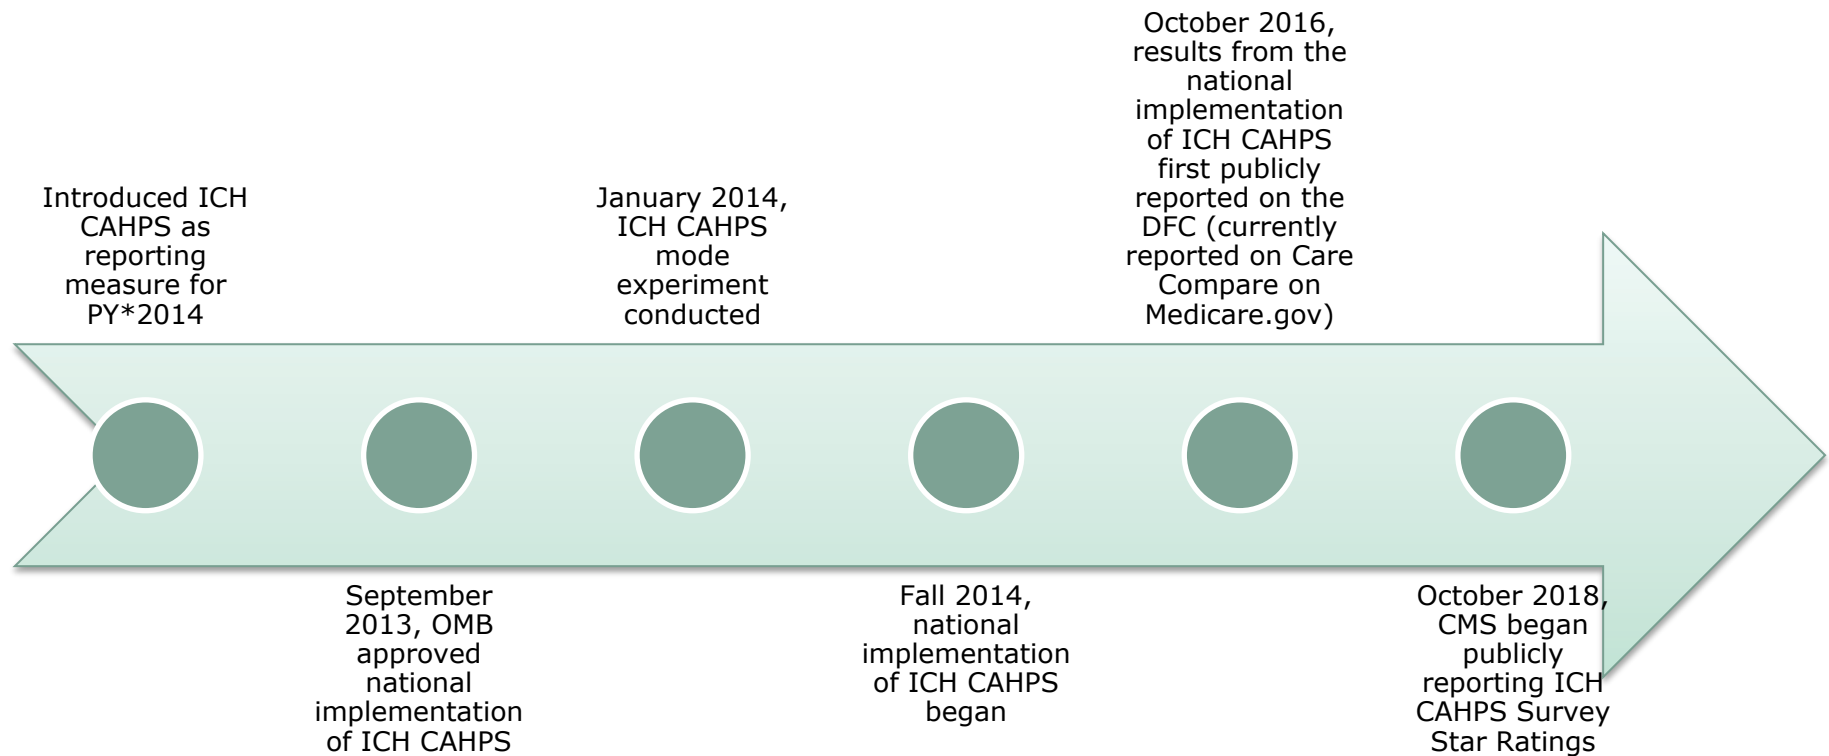 Introduced ICH
CAHPS as
reporting
measure for
PY*2014
September
2013, OMB
approved
national
implementation
of ICH CAHPS
January 2014,
ICH CAHPS
mode
experiment
conducted
Fall 2014,
national
implementation
of ICH CAHPS
began
October 2016,
results from the
national
implementation
of ICH CAHPS
first publicly
reported on the
DFC (currently
reported on Care
Compare on
Medicare.gov)
October 2018,
CMS began
publicly
reporting ICH
CAHPS Survey
Star Ratings